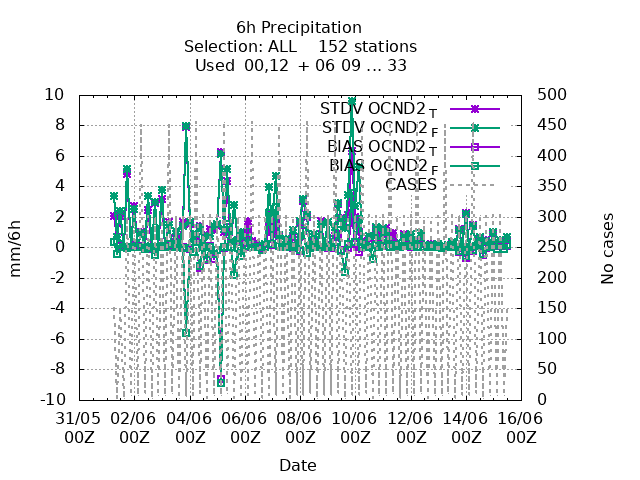 6h Precipitation
Selection: ALL 152 stations
Used 00,12 + 06 09 ... 33
STDV OCND2 T
STDV OCND2 F
BIAS OCND2 T
BIAS OCND2 F
CASES
10
8
6
4
2
0
-2
-4
-6
-8
-10
mm/6h
500
450
400
350
300
250
200
150
100
50
0
No cases
31/05 02/06 04/06 06/06 08/06 10/06 12/06 14/06 16/06
00Z 00Z 00Z 00Z 00Z 00Z 00Z 00Z 00Z
Date